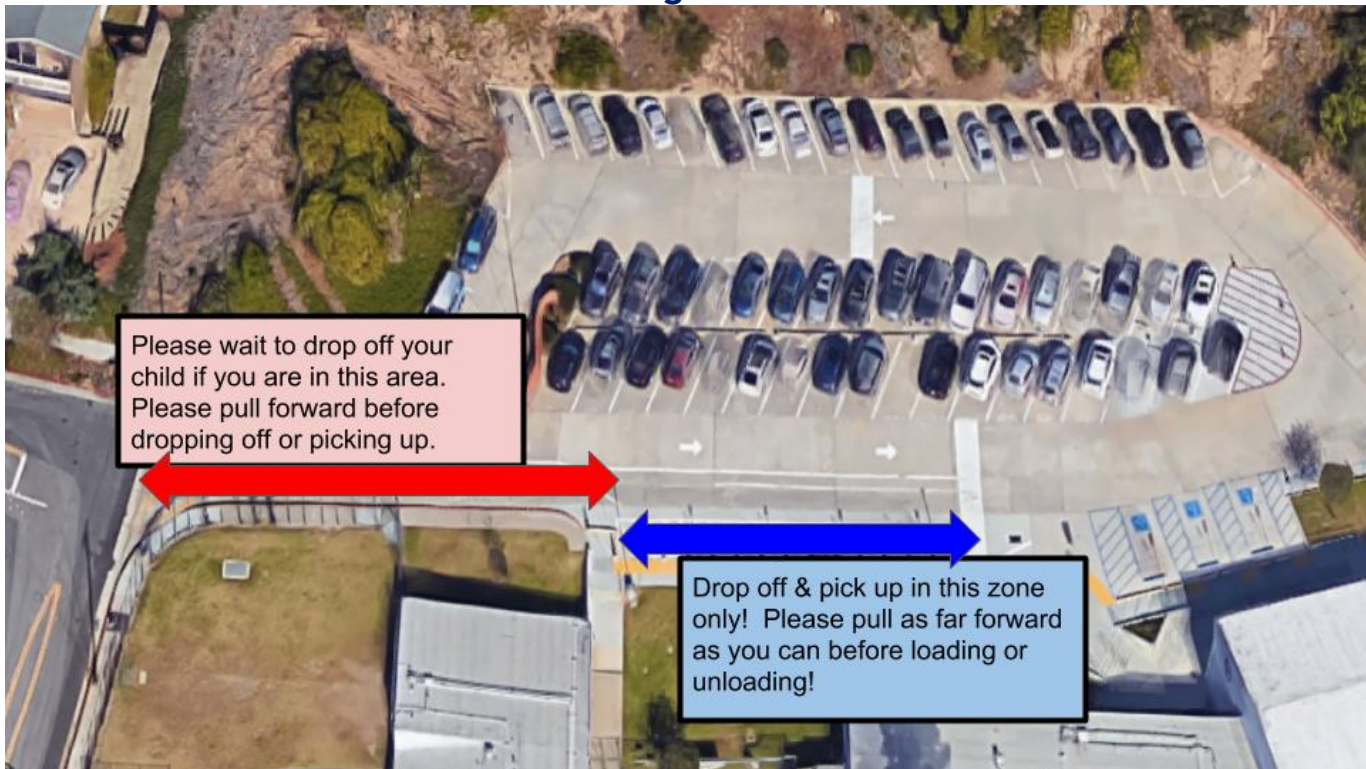 Please wait to drop off your
child if you are in this area.
Please pull forward before
dropping off or picking up.
Drop off & pick up in this zone
only!  Please pull as far forward
as you can before loading or
unloading!